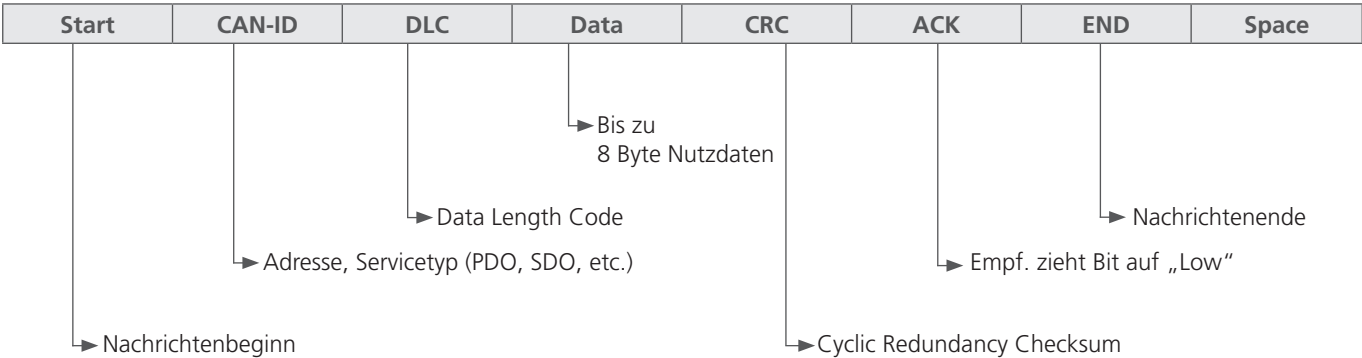 Start CAN-ID DLC Data CRC ACK END Space
Bis zu
8 Byte Nutzdaten
Data Length Code
Nachrichtenende
Adresse, Servicetyp (PDO, SDO, etc.)
Empf. zieht Bit auf „Low“
Nachrichtenbeginn
Cyclic Redundancy Checksum